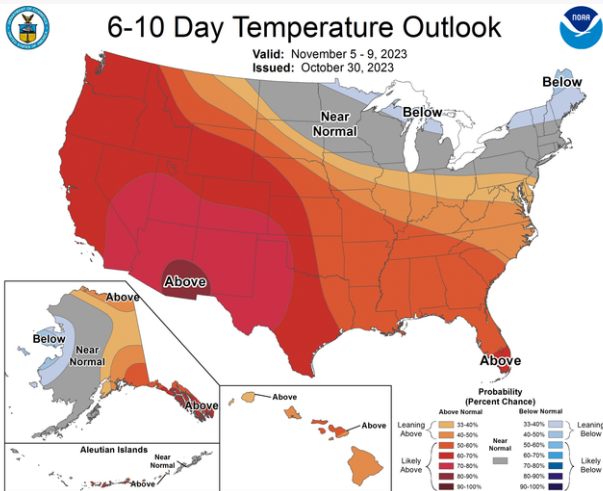 6-10 Day Temperature Outlook
NOAA
Valid: November 5 - 9, 2023
Issued: October 30, 2023
Below
Below
Near
Normal
Above
Above
Above
Below
Near
Normal
Above
Aleutian Islands
Near
Normal
Above
Above
Above
Probability
(Percent Chance)
Above Normal
Below Normal
Leaning
Above
33-40%
40-50%
Likely
Above
50-60%
60-70%
70-80%
80-90%
90-100%
Near
Normal
33-40%
40-50%
Leaning
Below
50-60%
60-70%
70-80%
80-90%
90-100%
Likely
Below